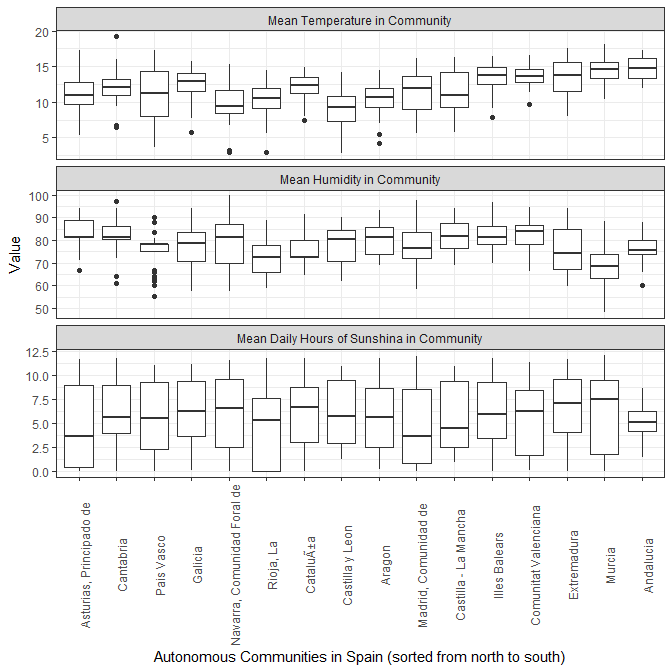 Mean Temperature in Community
20
15
10
5
Mean Humidity in Community
100
90
80
70
60
50
Value
Mean Daily Hours of Sunshina in Community
12.5
10.0
7.5
5.0
2.5
0.0
Asturias, Principado de
Cantabria
Pais Vasco
Galicia
Navarra, Comunidad Foral de
Rioja, La
CataluÃ±a
Castilla y Leon
Aragon
Madrid, Comunidad de
Castilla - La Mancha
Illes Balears
Comunitat Valenciana
Extremadura
Murcia
Andalucia
Autonomous Communities in Spain (sorted from north to south)